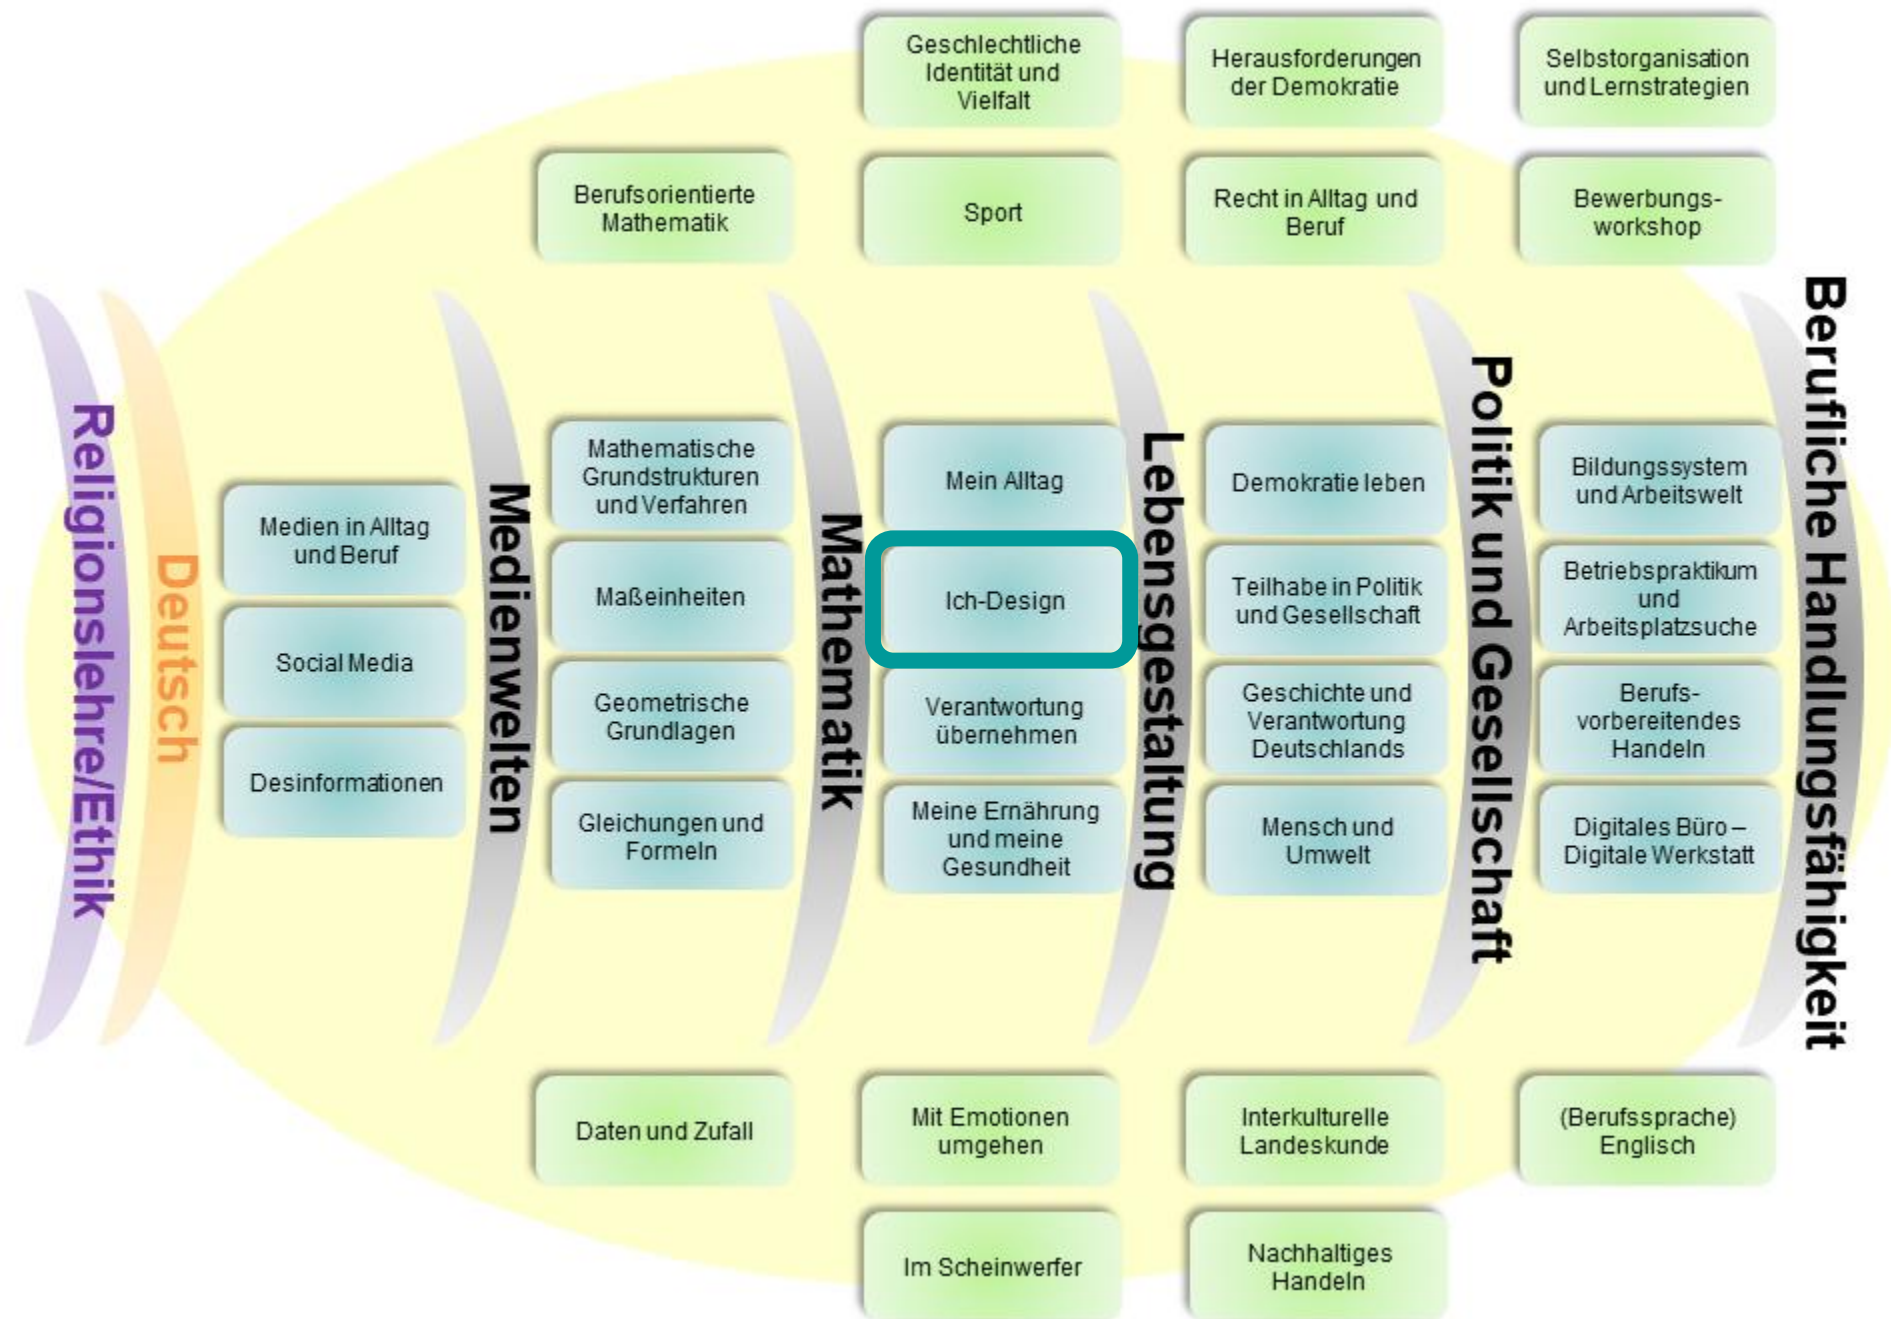 Geschlechtliche
Identität und
Vielfalt
Herausforderungen
der Demokratie
Selbstorganisation
und Lernstrategien
Berufsorientierte
Mathematik
Sport
Recht in Alltag und
Beruf
Bewerbungs-
workshop
Religionslehre/Ethik
Deutsch
Medien in Alltag
und Beruf
Social Media
Desinformationen
Medienwelten
Mathematische
Grundstrukturen
und Verfahren
Maßeinheiten
Geometrische
Grundlagen
Gleichungen und
Formeln
Mathematik
Mein Alltag
Ich-Design
Verantwortung
übernehmen
Meine Ernährung
und meine
Gesundheit
Lebensgestaltung
Demokratie leben
Teilhabe in Politik
und Gesellschaft
Geschichte und
Verantwortung
Deutschlands
Mensch und
Umwelt
Politik und Gesellschaft
Bildungssystem
und Arbeitswelt
Betriebspraktikum
und
Arbeitsplatzsuche
Berufs-
vorbereitendes
Handeln
Digitales Büro –
Digitale Werkstatt
Berufliche Handlungsfähigkeit
Daten und Zufall
Mit Emotionen
umgehen
Interkulturelle
Landeskunde
(Berufssprache)
Englisch
Im Scheinwerfer
Nachhaltiges
Handeln